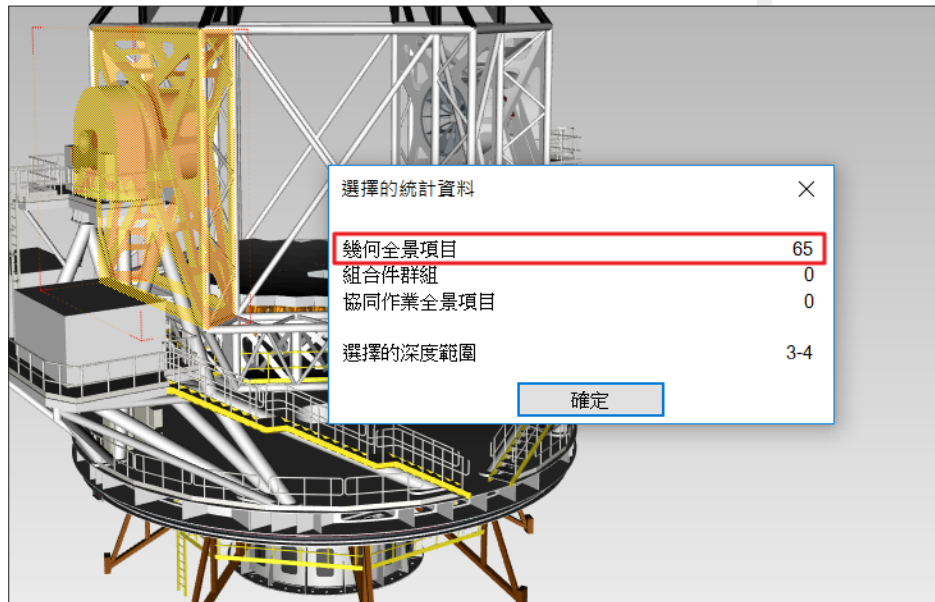 選擇的統計資料
幾何全景項目 65
組合件群組 0
協同作業全景項目 0
選擇的深度範圍 3-4
確定